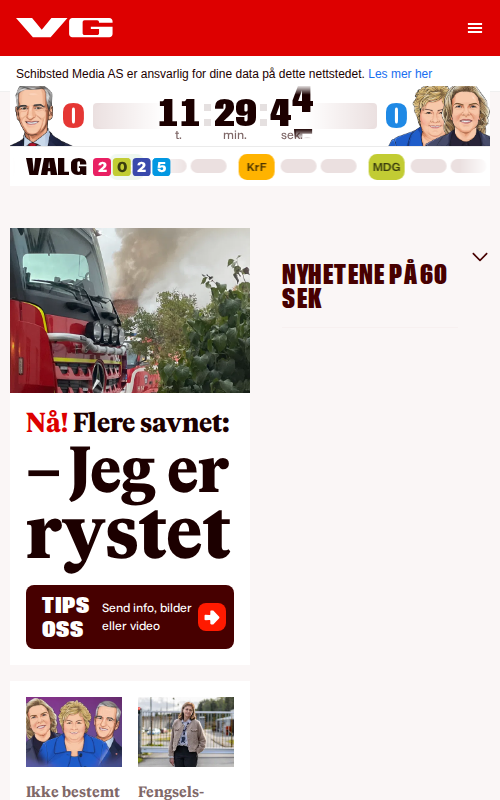 VG
Schibsted Media AS er ansvarlig for dine data på dette nettstedet. Les mer her
0 11:29:4 0
t. min. sek.
VALG 2025 KrF MDG
NYHETENE PÅ 60
SEK
Nå! Flere savnet:
– Jeg er
rystet
TIPS
OSS
Send info, bilder
eller video
Ikke bestemt
Fengsels-